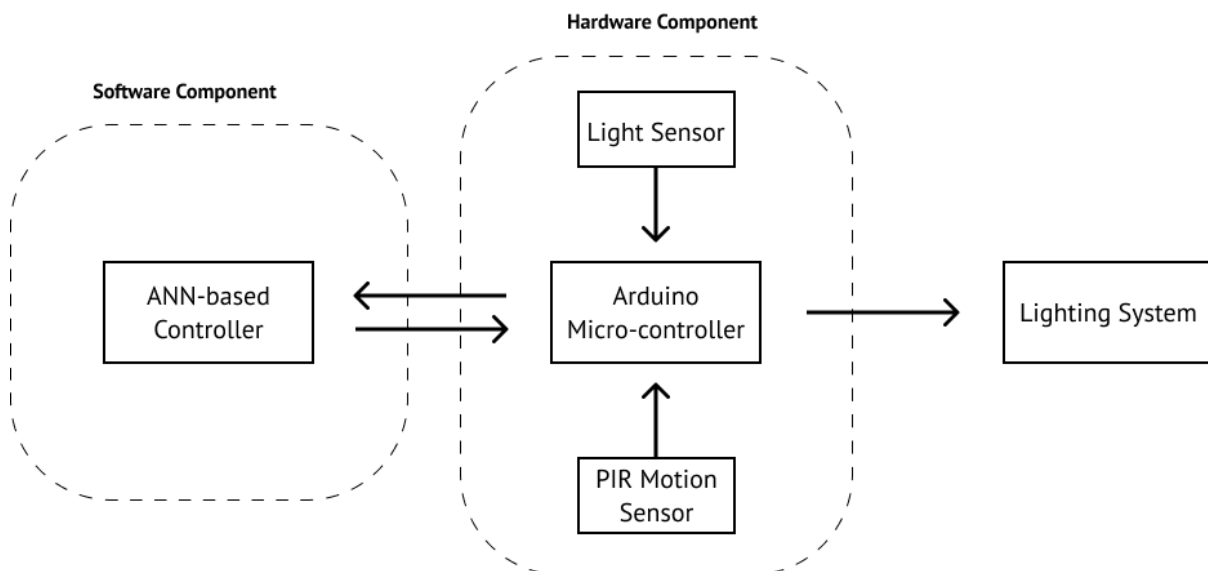 Hardware Component
Software Component
Light Sensor
ANN-based
Controller
Arduino
Micro-controller
Lighting System
PIR Motion
Sensor